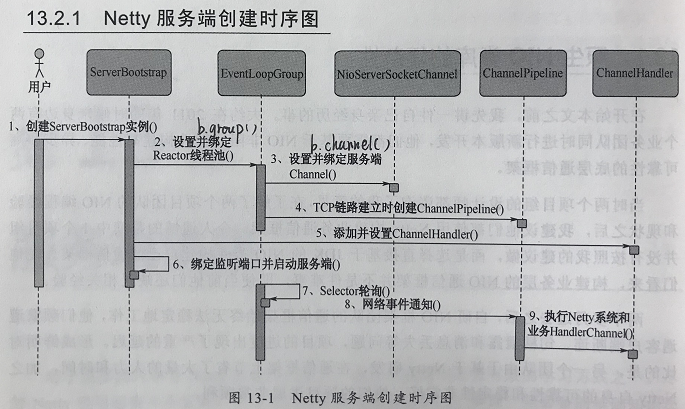 13.2.1 Netty 服务端创建时序图
用户
ServerBootstrap
EventLoopGroup
NioServerSocketChannel
ChannelPipeline
ChannelHandler
1、创建ServerBootstrap实例()
b.group()
2、设置并绑定
Reactor线程池()
b.channel()
3、设置并绑定服务端
Channel()
4、TCP链路建立时创建ChannelPipeline()
5、添加并设置ChannelHandler()
6、绑定监听端口并启动服务端()
7、Selector轮询()
8、网络事件通知()
9、执行Netty系统和
业务HandlerChannel()
图 13-1 Netty 服务端创建时序图